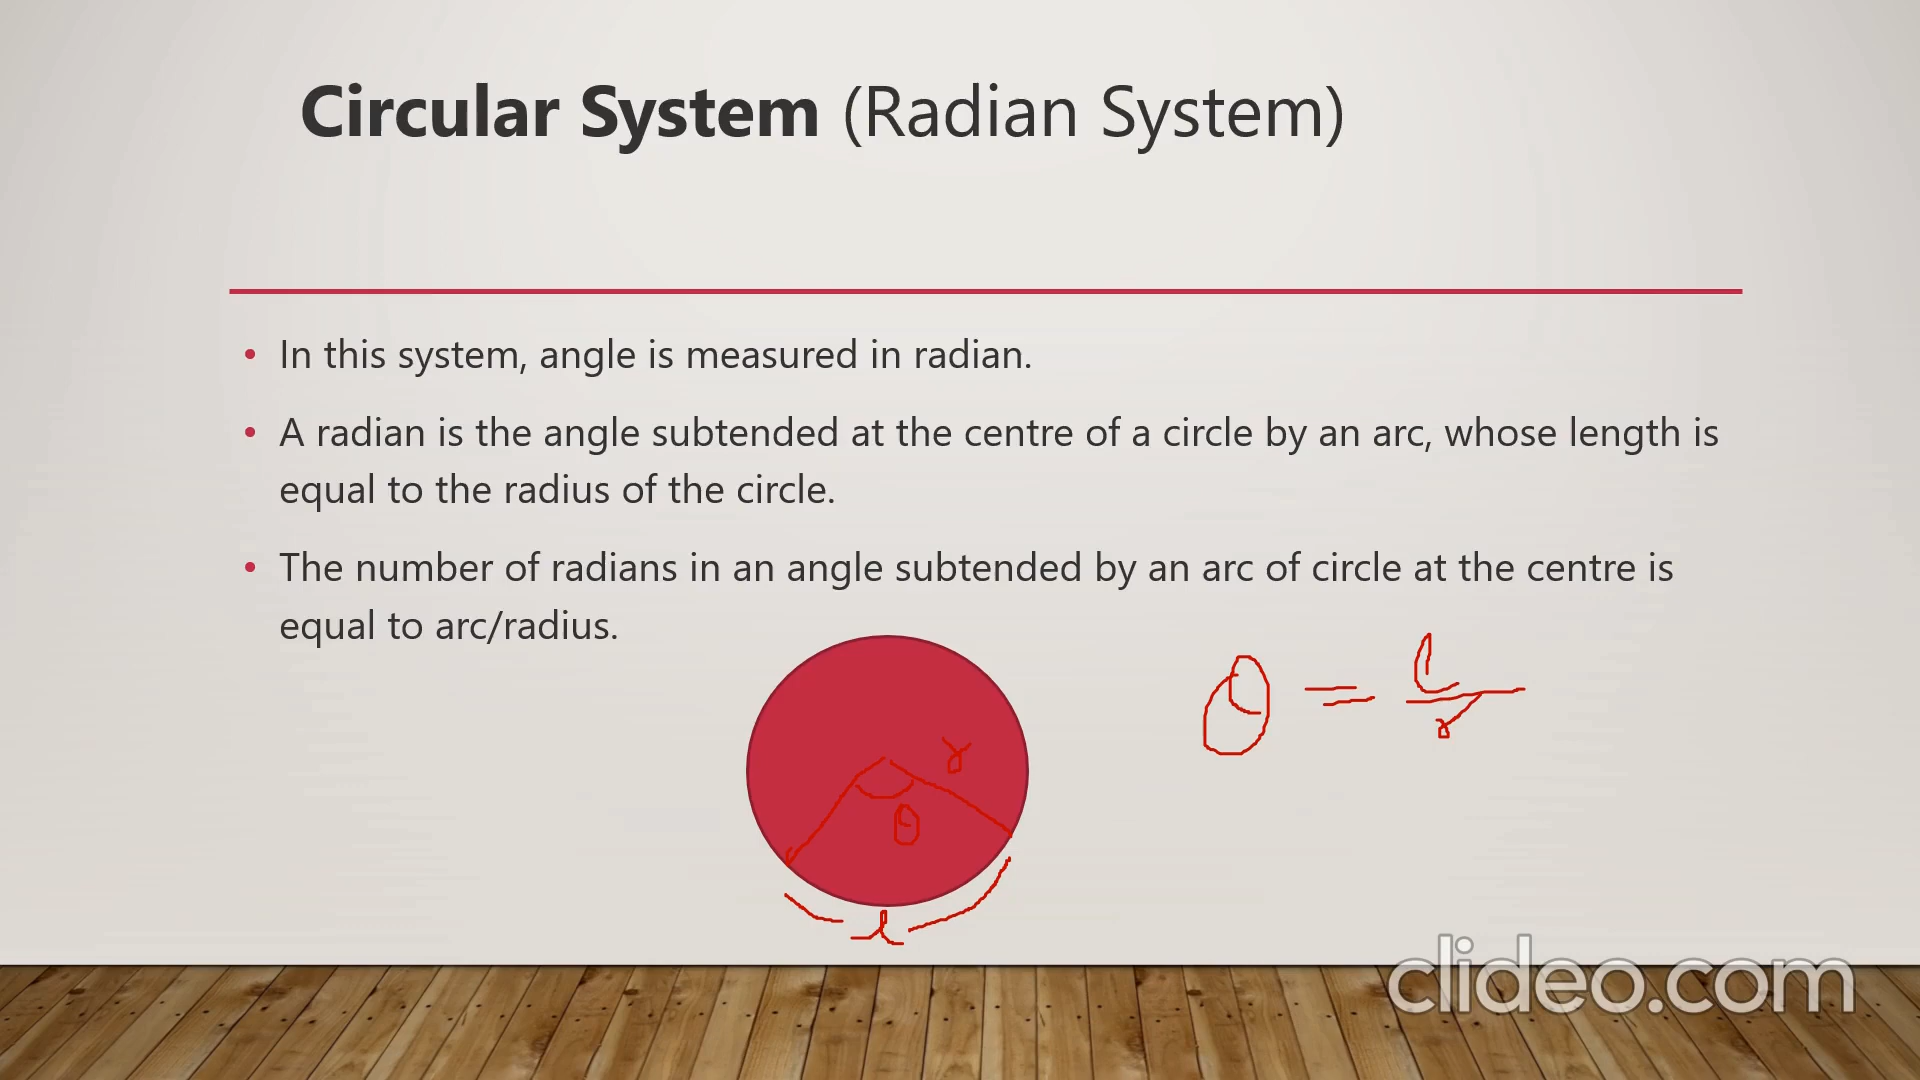 Circular System (Radian System)
• In this system, angle is measured in radian.
• A radian is the angle subtended at the centre of a circle by an arc, whose length is
equal to the radius of the circle.
• The number of radians in an angle subtended by an arc of circle at the centre is
equal to arc/radius.
θ = l/r
r
θ
l
clideo.com